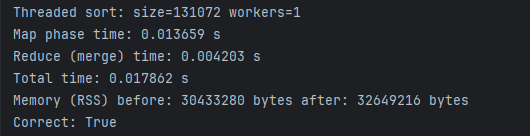 Threaded sort: size=131072 workers=1
Map phase time: 0.013659 s
Reduce (merge) time: 0.004203 s
Total time: 0.017862 s
Memory (RSS) before: 30433280 bytes after: 32649216 bytes
Correct: True